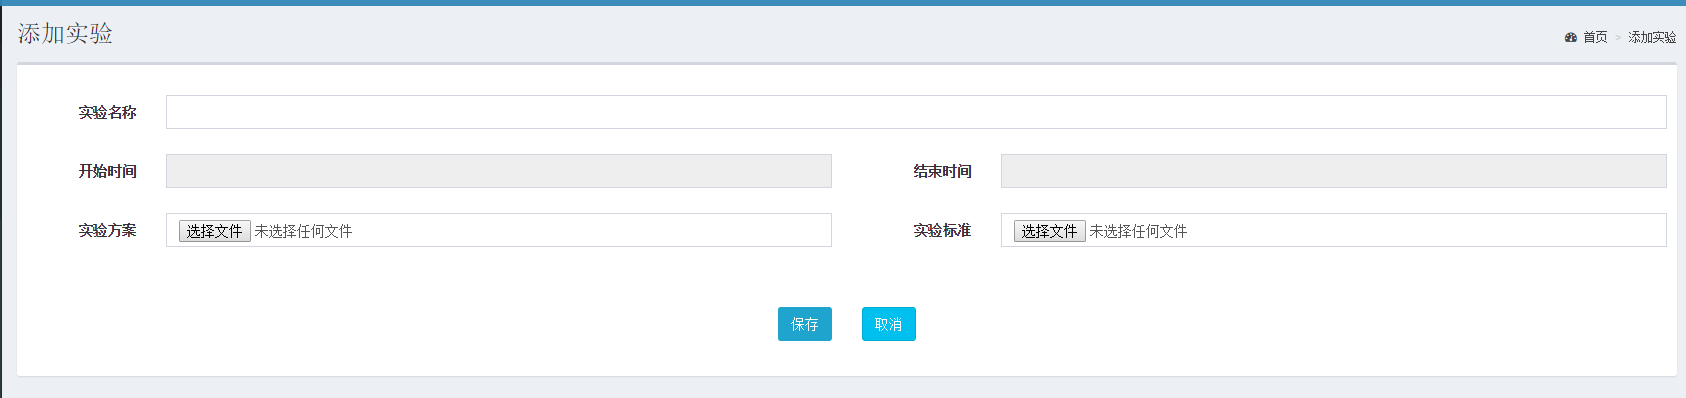 添加实验
首页 > 添加实验
实验名称
开始时间
结束时间
实验方案 选择文件 未选择任何文件
实验标准 选择文件 未选择任何文件
保存 取消